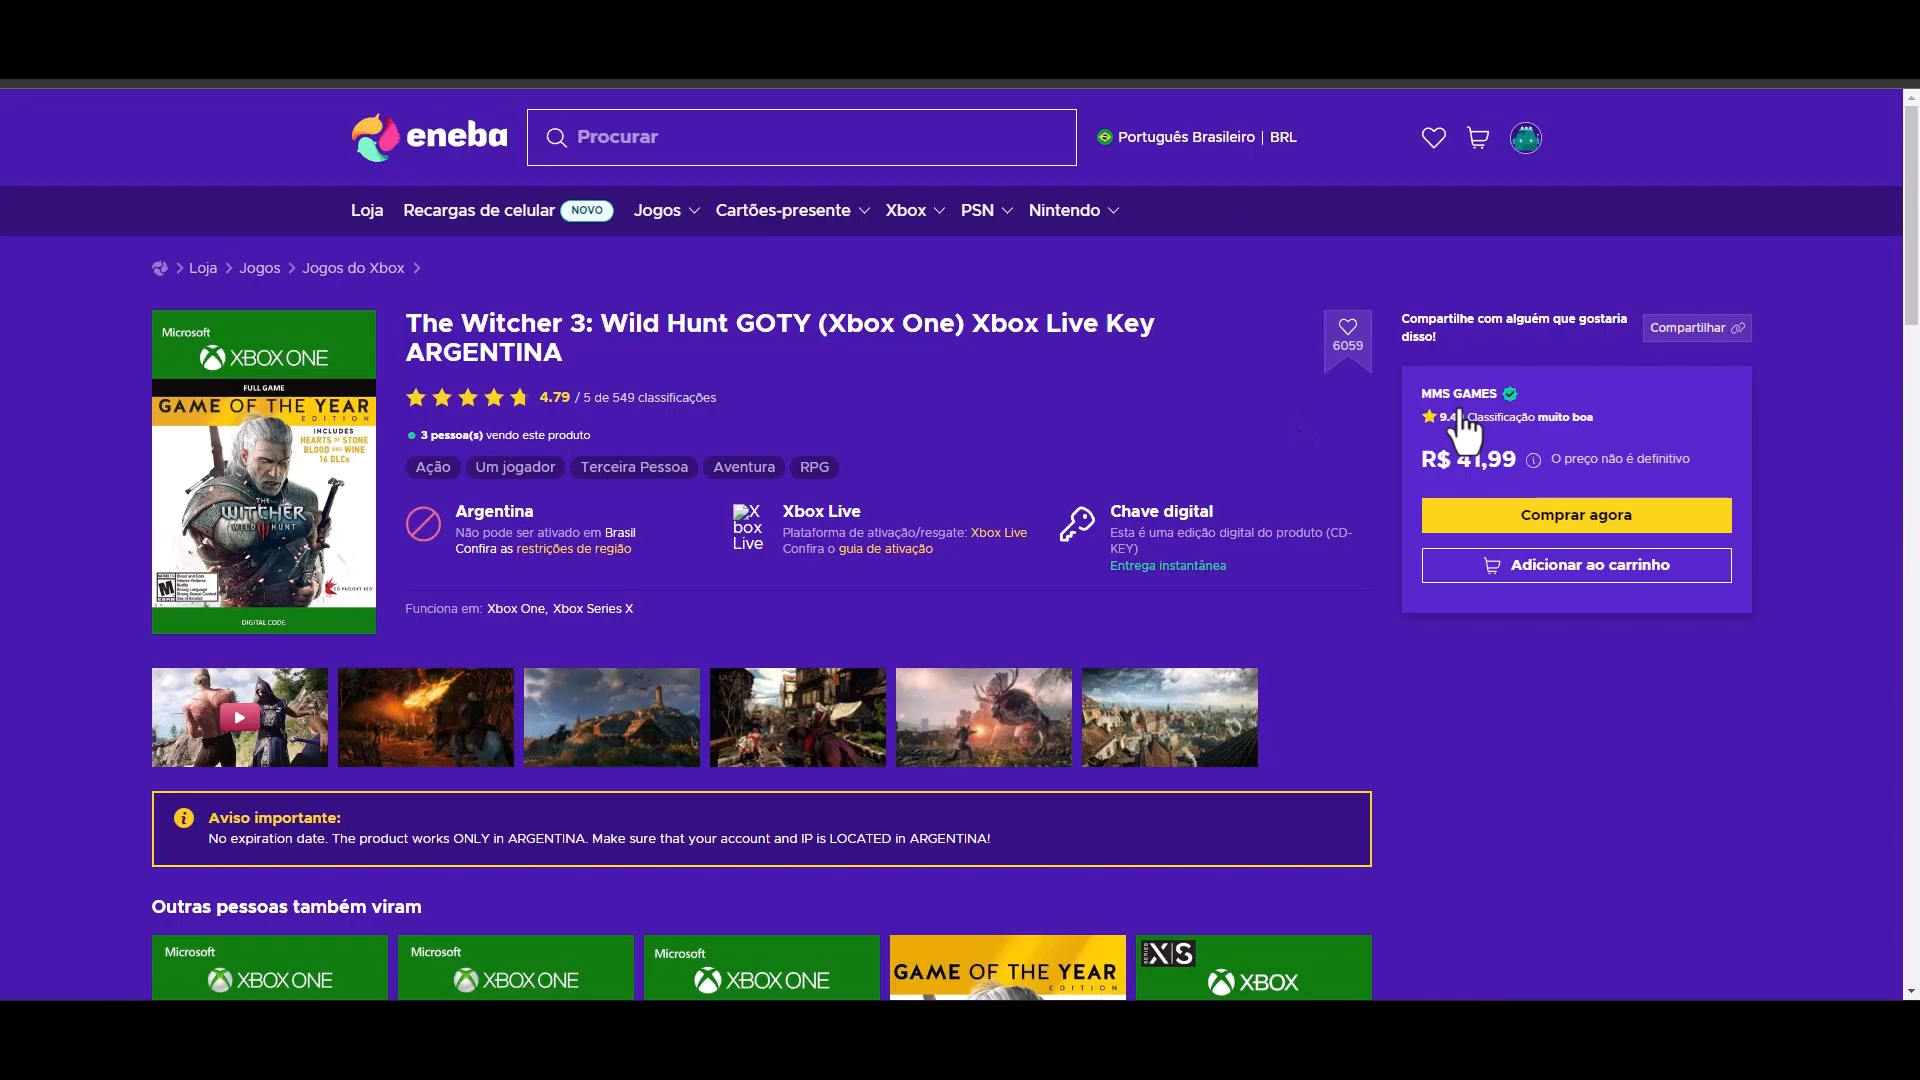 eneba
Procurar
Português Brasileiro | BRL
Loja
Recargas de celular NOVO
Jogos
Cartões-presente
Xbox
PSN
Nintendo
Loja
Jogos
Jogos do Xbox
Microsoft
XBOX ONE
FULL GAME
GAME OF THE YEAR
EDITION
INCLUDES
HEARTS OF STONE
BLOOD AND WINE
16 DLCs
THE
WITCHER
WILD HUNT
CD PROJEKT RED
DIGITAL CODE
The Witcher 3: Wild Hunt GOTY (Xbox One) Xbox Live Key
ARGENTINA
4.79 / 5 de 549 classificações
3 pessoa(s) vendo este produto
Ação
Um jogador
Terceira Pessoa
Aventura
RPG
Argentina
Não pode ser ativado em Brasil
Confira as restrições de região
X
box
Live
Xbox Live
Plataforma de ativação/resgate: Xbox Live
Confira o guia de ativação
Chave digital
Esta é uma edição digital do produto (CD-
KEY)
Entrega instantânea
Funciona em: Xbox One, Xbox Series X
6059
Compartilhe com alguém que gostaria
disso!
Compartilhar
MMS GAMES
Classificação muito boa
R$ 41,99
O preço não é definitivo
Comprar agora
Adicionar ao carrinho
Aviso importante:
No expiration date. The product works ONLY in ARGENTINA. Make sure that your account and IP is LOCATED in ARGENTINA!
Outras pessoas também viram
Microsoft
XBOX ONE
Microsoft
XBOX ONE
Microsoft
XBOX ONE
GAME OF THE YEAR
EDITION
SERIES X|S
XBOX